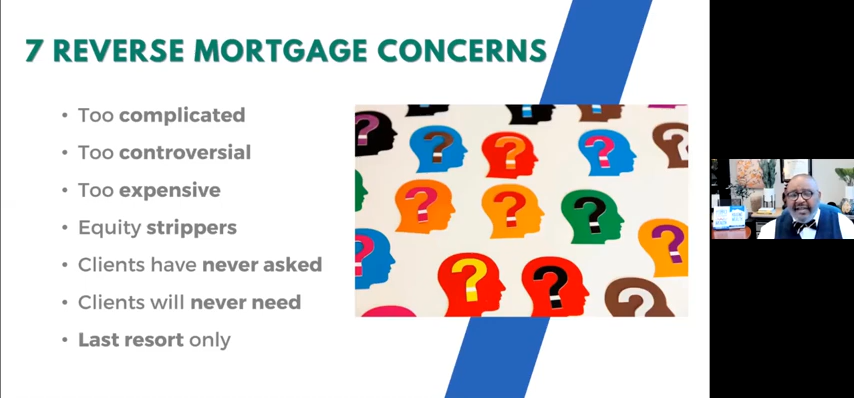 7 REVERSE MORTGAGE CONCERNS
• Too complicated
• Too controversial
• Too expensive
• Equity strippers
• Clients have never asked
• Clients will never need
• Last resort only
? ? ? ? ? ? ? ? ? ? ? ? ?